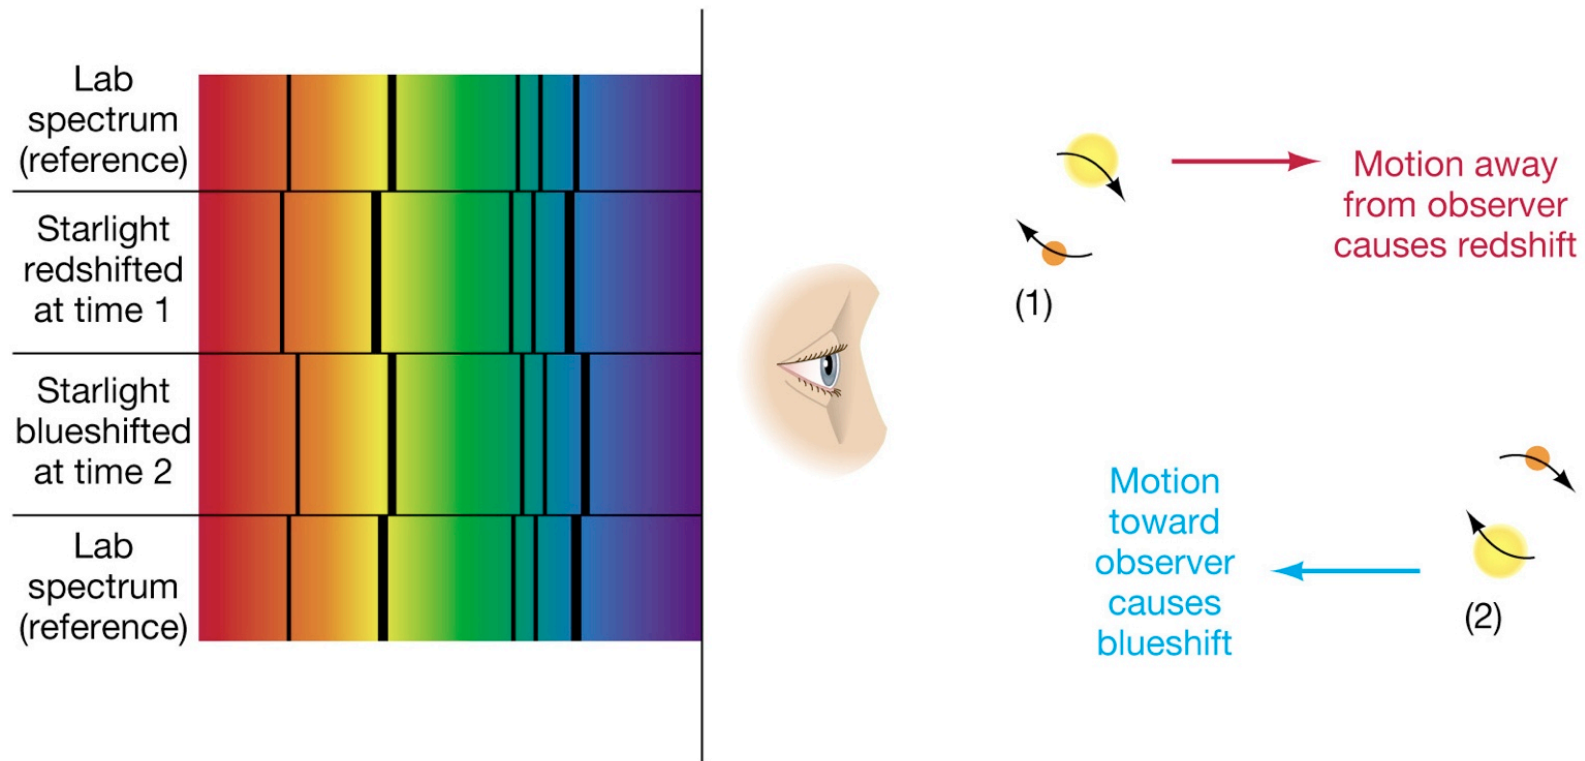 Lab
spectrum
(reference)
Starlight
redshifted
at time 1
Starlight
blueshifted
at time 2
Lab
spectrum
(reference)
Motion away
from observer
causes redshift
(1)
Motion
toward
observer
causes
blueshift
(2)